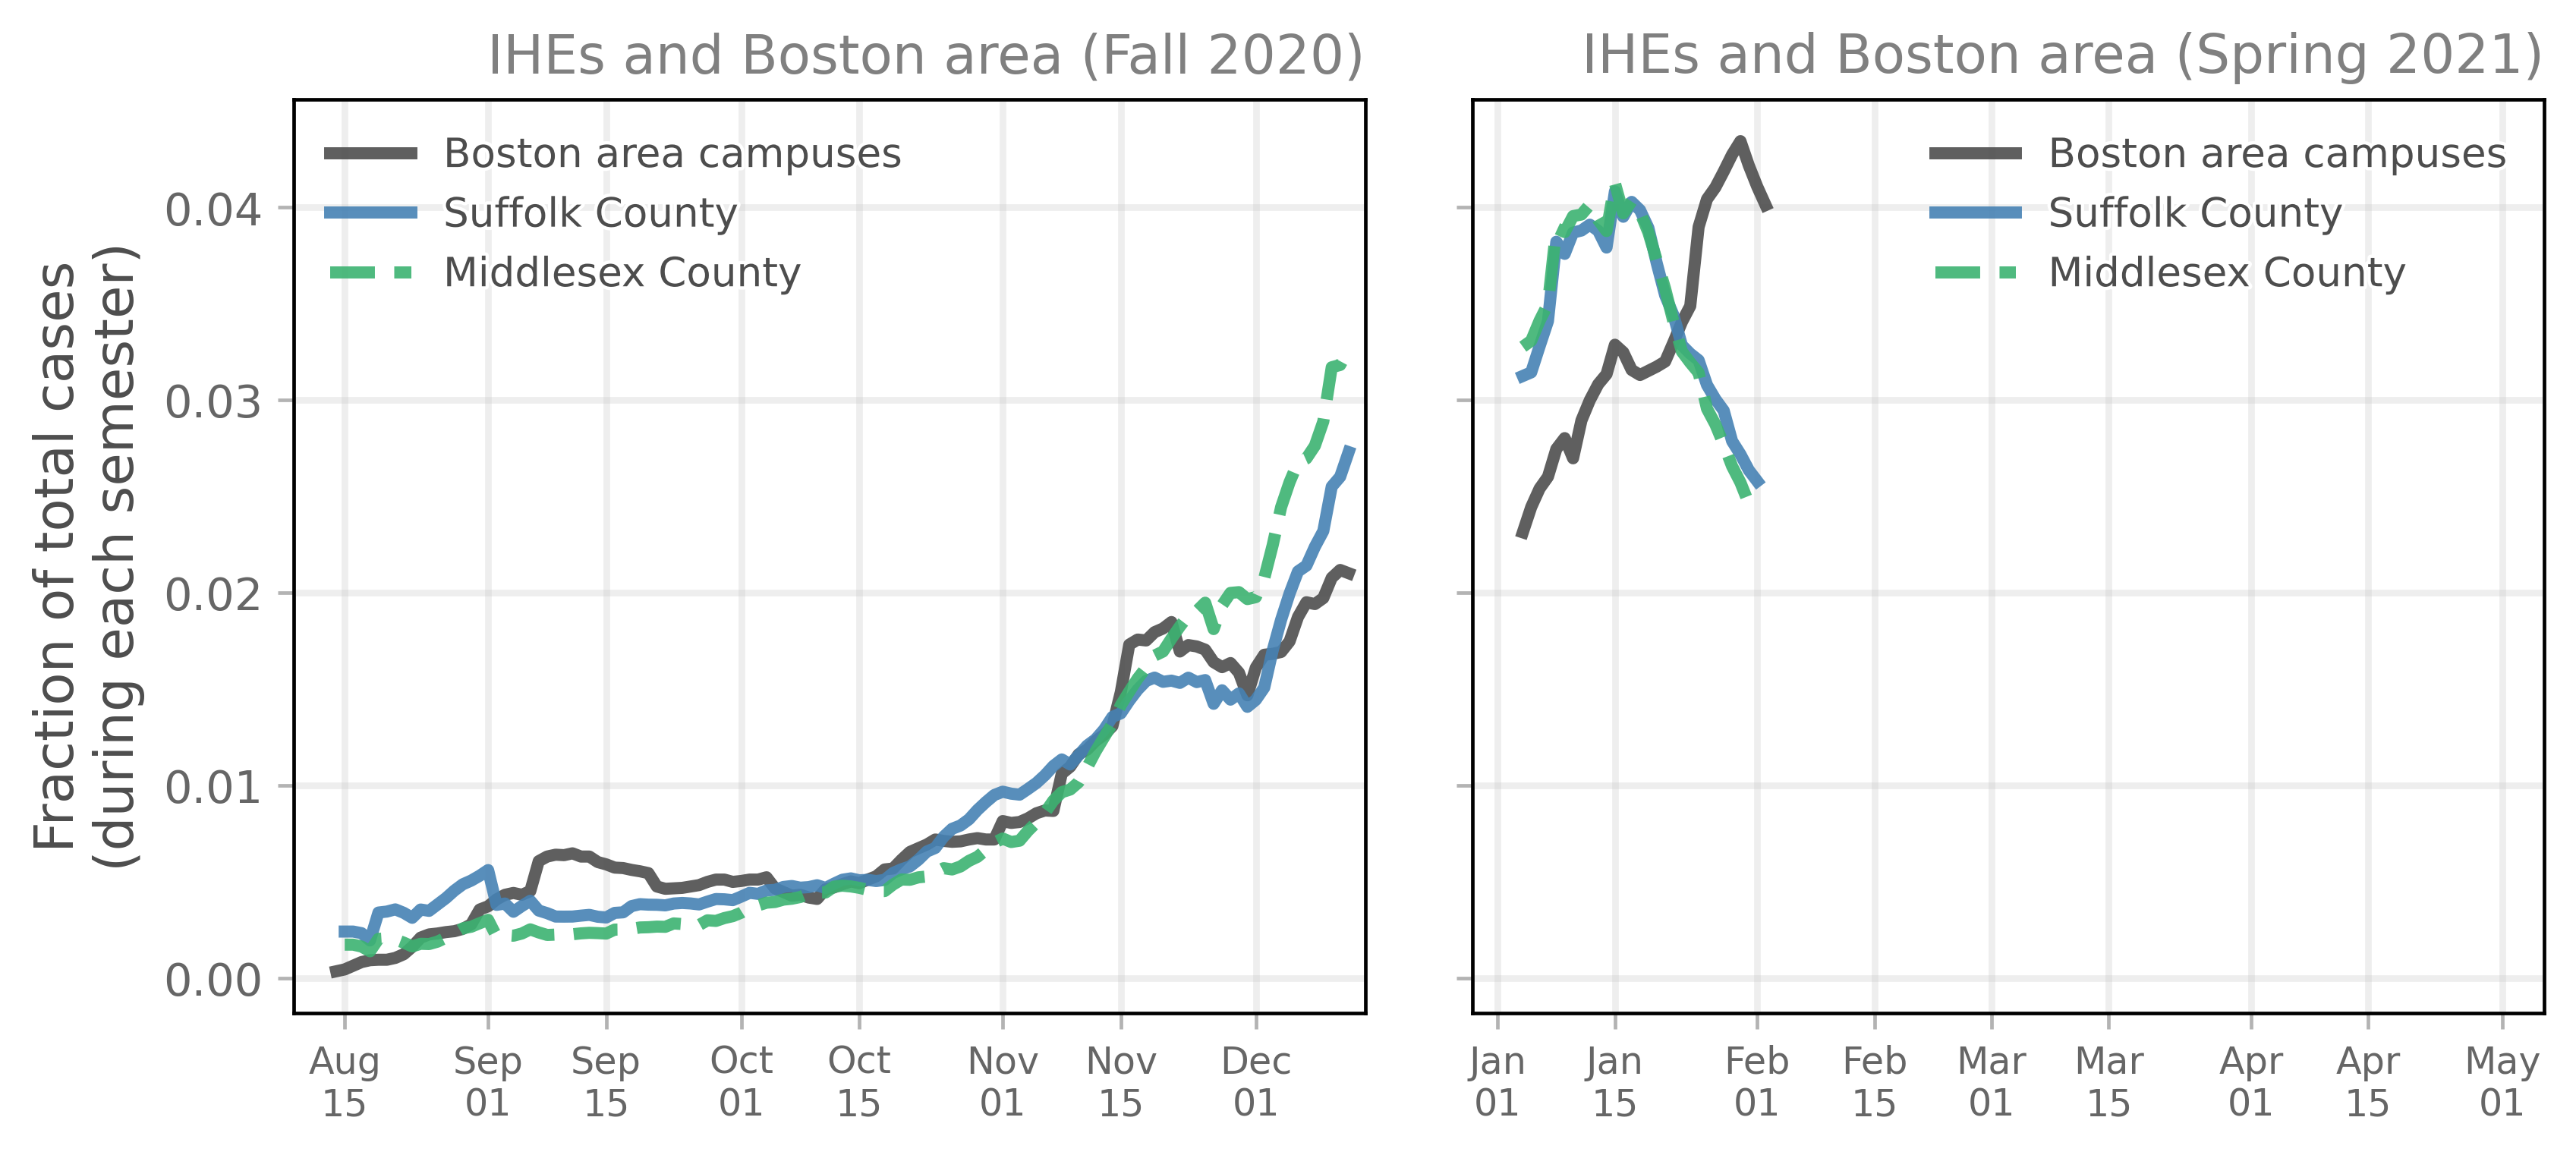 IHEs and Boston area (Fall 2020)
IHEs and Boston area (Spring 2021)
Fraction of total cases
(during each semester)
Boston area campuses
Suffolk County
Middlesex County
Boston area campuses
Suffolk County
Middlesex County
0.04
0.03
0.02
0.01
0.00
Aug Sep Sep Oct Oct Nov Nov Dec
15 01 15 01 15 01 15 01
Jan Jan Feb Feb Mar Mar Apr Apr May
01 15 01 15 01 15 01 15 01